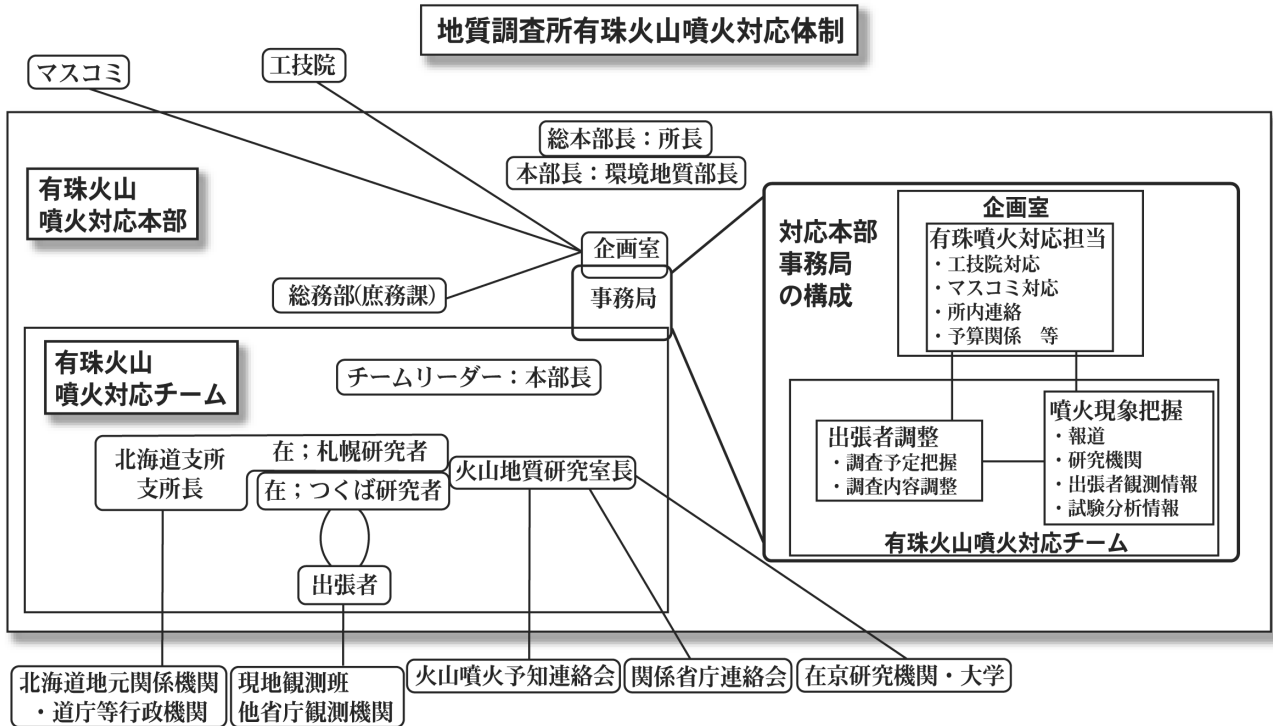 地質調査所有珠火山噴火対応体制
マスコミ
工技院
総本部長：所長
本部長：環境地質部長
有珠火山
噴火対応本部
企画室
事務局
総務部(庶務課)
有珠火山
噴火対応チーム
チームリーダー：本部長
北海道支所
支所長
在；札幌研究者
在；つくば研究者
火山地質研究室長
出張者
北海道地元関係機関
・道庁等行政機関
現地観測班
他省庁観測機関
火山噴火予知連絡会
関係省庁連絡会
在京研究機関・大学
対応本部
事務局
の構成
企画室
有珠噴火対応担当
・工技院対応
・マスコミ対応
・所内連絡
・予算関係　等
出張者調整
・調査予定把握
・調査内容調整
噴火現象把握
・報道
・研究機関
・出張者観測情報
・試験分析情報
有珠火山噴火対応チーム